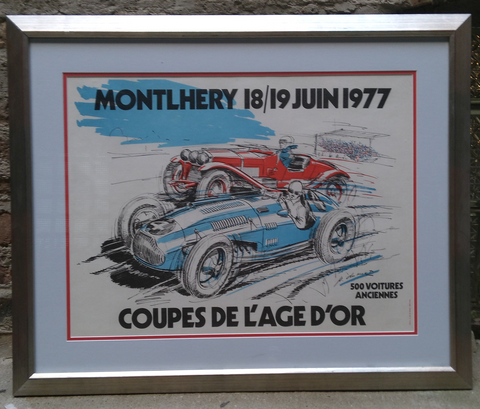 MONTLHERY 18/19 JUIN 1977
500 VOITURES
ANCIENNES
COUPES DE L'AGE D'OR